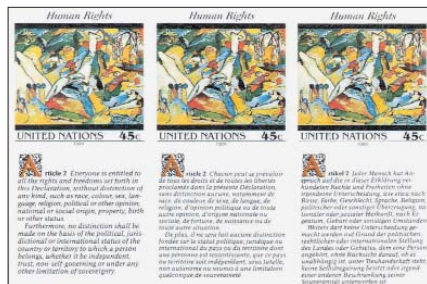 Human Rights
Human Rights
Human Rights
UNITED NATIONS 45c
UNITED NATIONS 45c
UNITED NATIONS 45c
Article 2 Everyone is entitled to
all the rights and freedoms set forth in
this Declaration, without distinction of
any kind, such as race, colour, sex, lan-
guage, religion, political or other opinion,
national or social origin, property, birth
or other status.
Furthermore, no distinction shall be
made on the basis of the political, juris-
dictional or international status of the
country or territory to which a person
belongs, whether it be independent,
trust, non-self-governing or under any
other limitation of sovereignty.
Article 2 Chacun peut se prévaloir
de tous les droits et de toutes les libertés
proclamés dans la présente Déclaration,
sans distinction aucune, notamment de
race, de couleur, de sexe, de langue, de
religion, d'opinion politique ou de toute
autre opinion, d'origine nationale ou
sociale, de fortune, de naissance ou de
toute autre situation.
De plus, il ne sera fait aucune distinction
fondée sur le statut politique, juridique ou
international du pays ou du territoire dont
une personne est ressortissante, que ce pays
ou territoire soit indépendant, sous tutelle,
non autonome ou soumis à une limitation
quelconque de souveraineté.
Artikel 2 Jeder Mensch hat An-
spruch auf die in dieser Erklärung ver-
kündeten Rechte und Freiheiten ohne
irgendeine Unterscheidung, wie etwa nach
Rasse, Farbe, Geschlecht, Sprache, Religion,
politischer oder sonstiger Überzeugung, na-
tionaler oder sozialer Herkunft, nach Ei-
gentum, Geburt oder sonstigen Umständen.
Weiters darf keine Unterscheidung ge-
macht werden auf Grund der politischen,
rechtlichen oder internationalen Stellung
des Landes oder Gebietes, dem eine Person
angehört, ohne Rücksicht darauf, ob es
unabhängig ist, unter Treuhandschaft steht,
keine Selbstregierung besitzt oder irgend-
einer anderen Beschränkung seiner
Souveränität unterworfen ist.